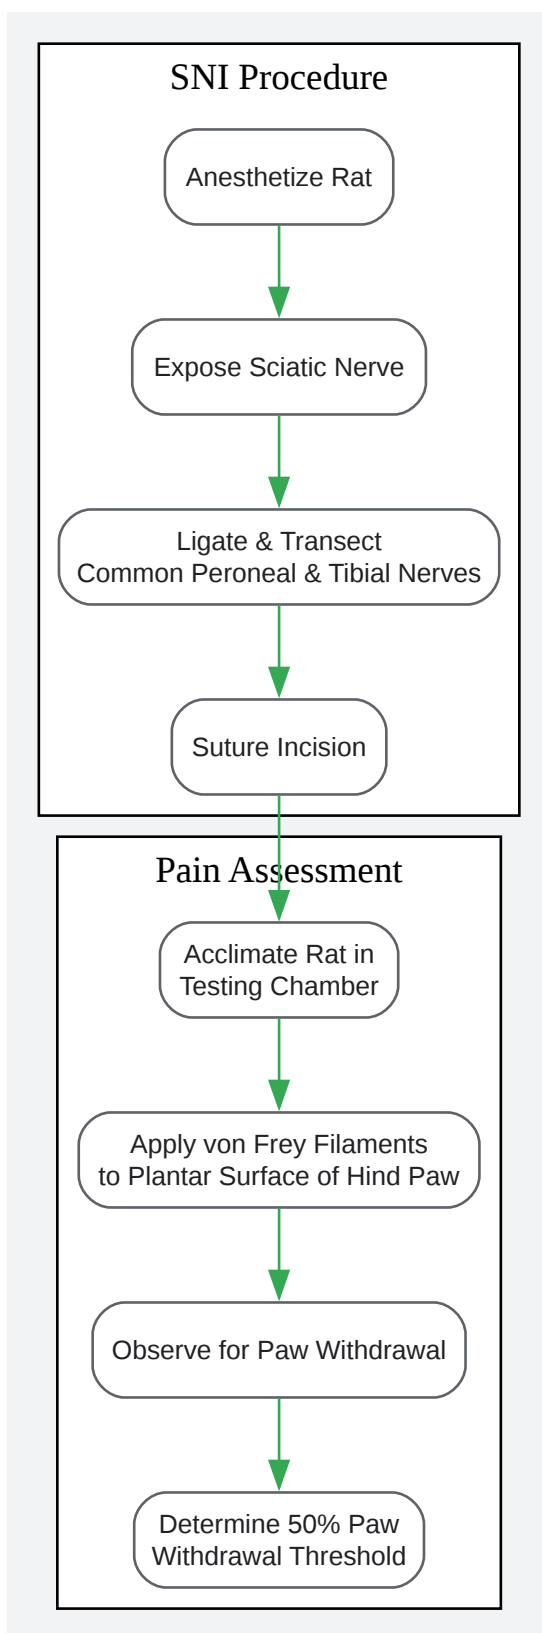 SNI Procedure
Anesthetize Rat
Expose Sciatic Nerve
Ligate & Transect
Common Peroneal & Tibial Nerves
Suture Incision
Pain Assessment
Acclimate Rat in
Testing Chamber
Apply von Frey Filaments
to Plantar Surface of Hind Paw
Observe for Paw Withdrawal
Determine 50% Paw
Withdrawal Threshold